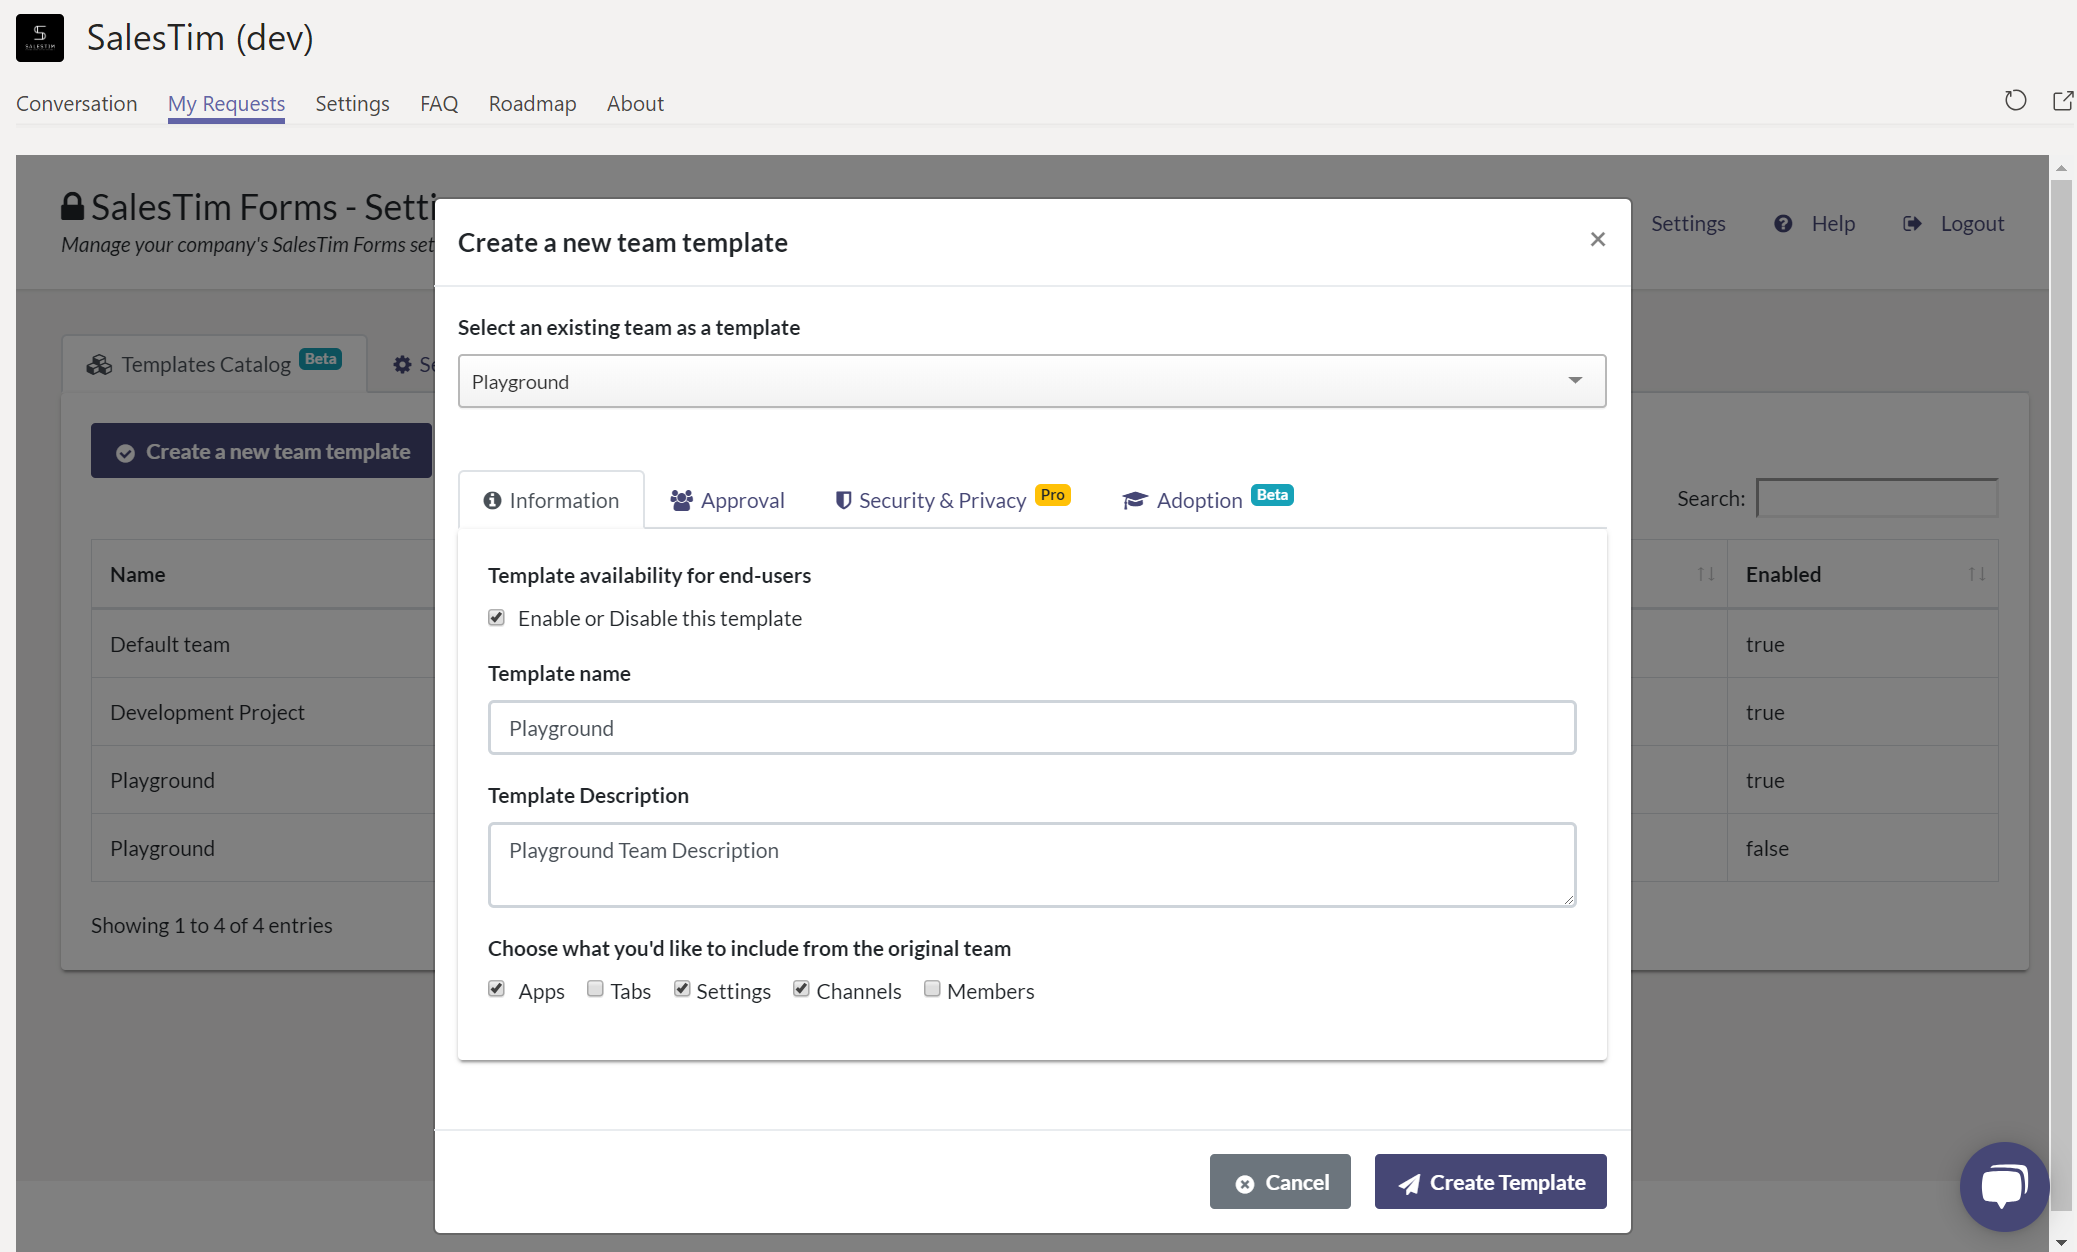 SALESTIM
SalesTim (dev)
Conversation My Requests Settings FAQ Roadmap About
SalesTim Forms - Setti
Manage your company's SalesTim Forms set
Settings Help Logout
Templates Catalog Beta Se
Create a new team template
Search:
Name Enabled
Default team true
Development Project true
Playground true
Playground false
Showing 1 to 4 of 4 entries
Create a new team template ×
Select an existing team as a template
Playground
Information Approval Security & Privacy Pro Adoption Beta
Template availability for end-users
Enable or Disable this template
Template name
Playground
Template Description
Playground Team Description
Choose what you'd like to include from the original team
Apps Tabs Settings Channels Members
Cancel Create Template